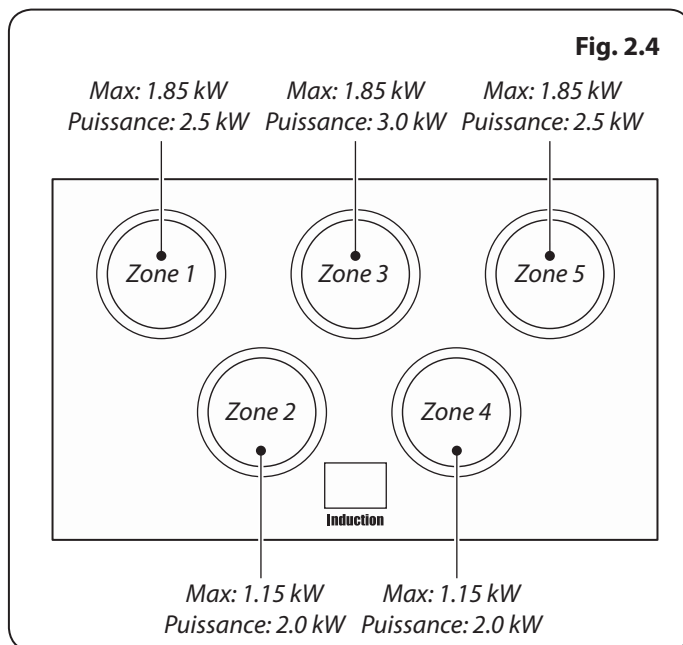 Fig. 2.4
Max: 1.85 kW
Puissance: 2.5 kW
Max: 1.85 kW
Puissance: 3.0 kW
Max: 1.85 kW
Puissance: 2.5 kW
Zone 1
Zone 3
Zone 5
Zone 2
Zone 4
Induction
Max: 1.15 kW
Puissance: 2.0 kW
Max: 1.15 kW
Puissance: 2.0 kW